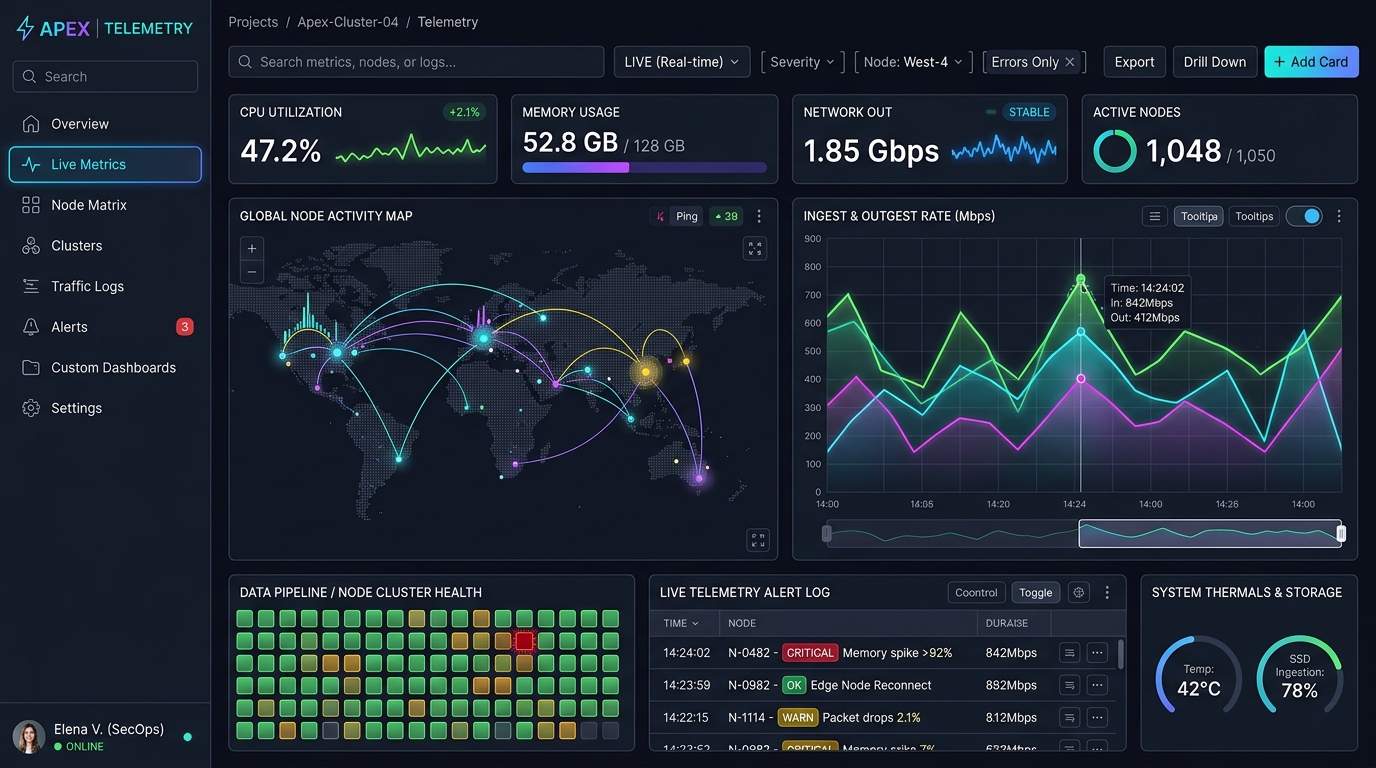 APEX | TELEMETRY
Search
Overview
Live Metrics
Node Matrix
Clusters
Traffic Logs
Alerts 3
Custom Dashboards
Settings
Elena V. (SecOps)
ONLINE
Projects / Apex-Cluster-04 / Telemetry
Search metrics, nodes, or logs...
LIVE (Real-time)
[ Severity ]
[ Node: West-4 ]
[ Errors Only × ]
Export
Drill Down
+ Add Card
CPU UTILIZATION +2.1%
47.2%
MEMORY USAGE
52.8 GB / 128 GB
NETWORK OUT STABLE
1.85 Gbps
ACTIVE NODES
1,048 / 1,050
GLOBAL NODE ACTIVITY MAP Ping
+
−
INGEST & OUTGEST RATE (Mbps) Tooltips
900
800
700
600
500
400
300
200
100
0
Time: 14:24:02
In: 842Mbps
Out: 412Mbps
14:00 14:20 14:24 14:00 14:26 14:00
DATA PIPELINE / NODE CLUSTER HEALTH
LIVE TELEMETRY ALERT LOG Coontrol Toggle
TIME NODE
14:24:02 N-0482 - CRITICAL Memory spike >92% 842Mbps
14:23:59 N-0982 - OK Edge Node Reconnect
14:22:15 N-1114 - WARN Packet drops 2.1% 8.12Mbps
CRITICAL Memory spike 7%
SYSTEM THERMALS & STORAGE
Temp:
42°C
SSD
Ingestion:
78%